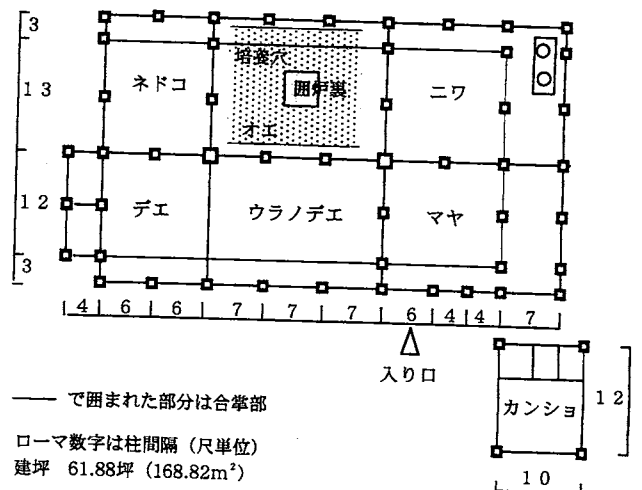 3
13
12
3
ネドコ
培養穴
囲炉裏
オエ
ニワ
デエ
ウラノデエ
マヤ
4 6 6 7 7 7 6 4 4 7
入り口
カンショ
12
10
で囲まれた部分は合掌部
ローマ数字は柱間隔（尺単位）
建坪 61.88坪（168.82m²）